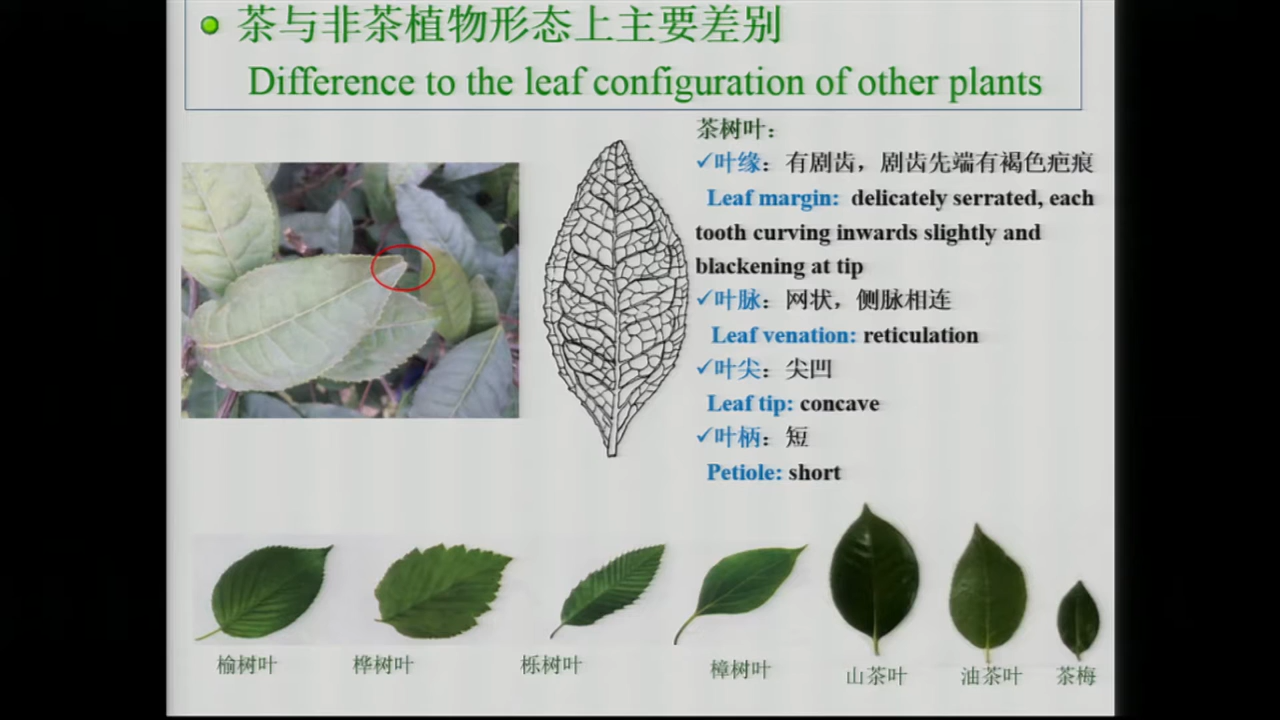 茶与非茶植物形态上主要差别
Difference to the leaf configuration of other plants
茶树叶：
✓叶缘：有剧齿，剧齿先端有褐色疤痕
Leaf margin: delicately serrated, each
tooth curving inwards slightly and
blackening at tip
✓叶脉：网状，侧脉相连
Leaf venation: reticulation
✓叶尖：尖凹
Leaf tip: concave
✓叶柄：短
Petiole: short
榆树叶
桦树叶
栎树叶
樟树叶
山茶叶
油茶叶
茶梅